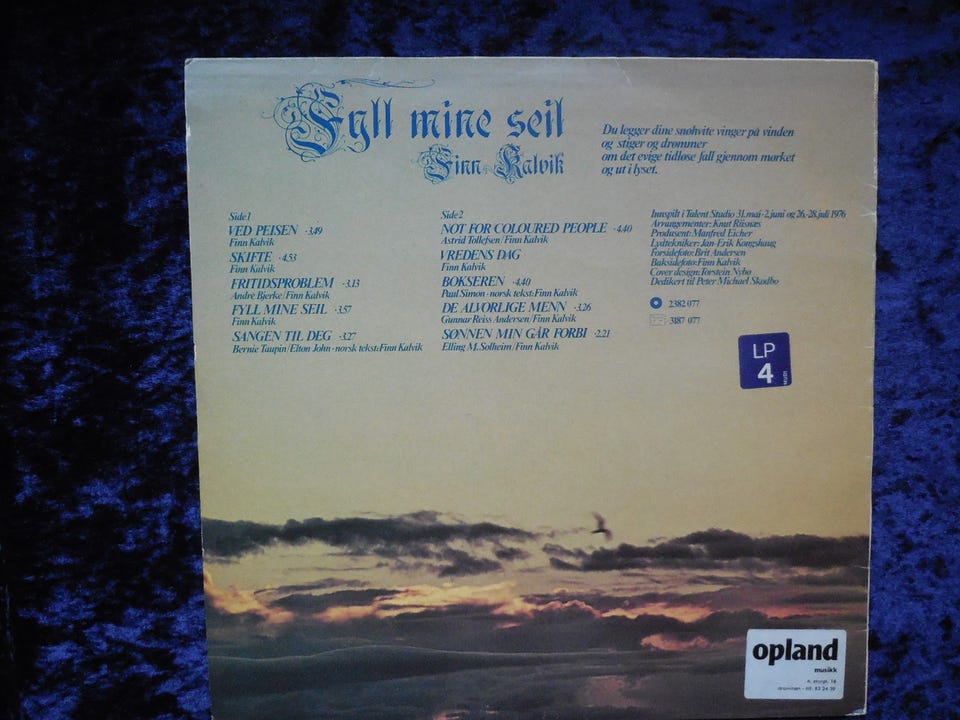 Fyll mine seil
Finn Kalvik
Du legger dine snøhvite vinger på vinden
og stiger og drømmer
om det evige tidløse fall gjennom mørket
og ut i lyset.
Side 1
VED PEISEN · 3.49
Finn Kalvik
SKIFTE · 4.53
Finn Kalvik
FRITIDSPROBLEM · 3.13
Andre Bjerke/Finn Kalvik
FYLL MINE SEIL · 3.57
Finn Kalvik
SANGEN TIL DEG · 3.27
Bernie Taupin/Elton John · norsk tekst: Finn Kalvik
Side 2
NOT FOR COLOURED PEOPLE · 4.40
Astrid Tollefsen/Finn Kalvik
VREDENS DAG
Finn Kalvik
BOKSEREN · 4.40
Paul Simon · norsk tekst: Finn Kalvik
DE ALVORLIGE MENN · 3.26
Gunnar Reiss Andersen/Finn Kalvik
SØNNEN MIN GÅR FORBI · 2.21
Elling M. Solheim/Finn Kalvik
Innspilt i Talent Studio 31. mai - 2. juni og 26.-28. juli 1976
Arrangementer: Knut Riisnæs
Produsent: Manfred Eicher
Lydtekniker: Jan-Erik Kongshaug
Forsidefoto: Brit Andersen
Baksidefoto: Finn Kalvik
Cover design: Torstein Nybø
Dedikert til Peter Michael Skødbo
2382 077
3187 077
LP
4
opland
musikk